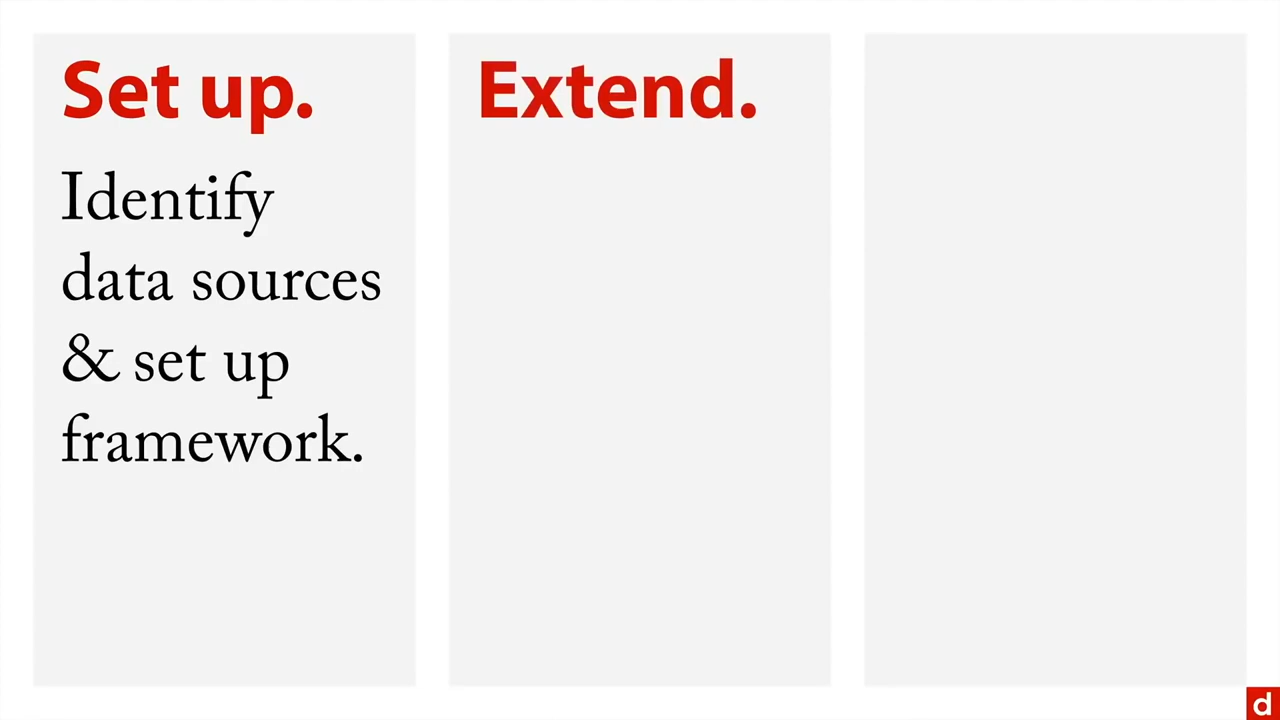 Set up.
Identify
data sources
& set up
framework.
Extend.
d